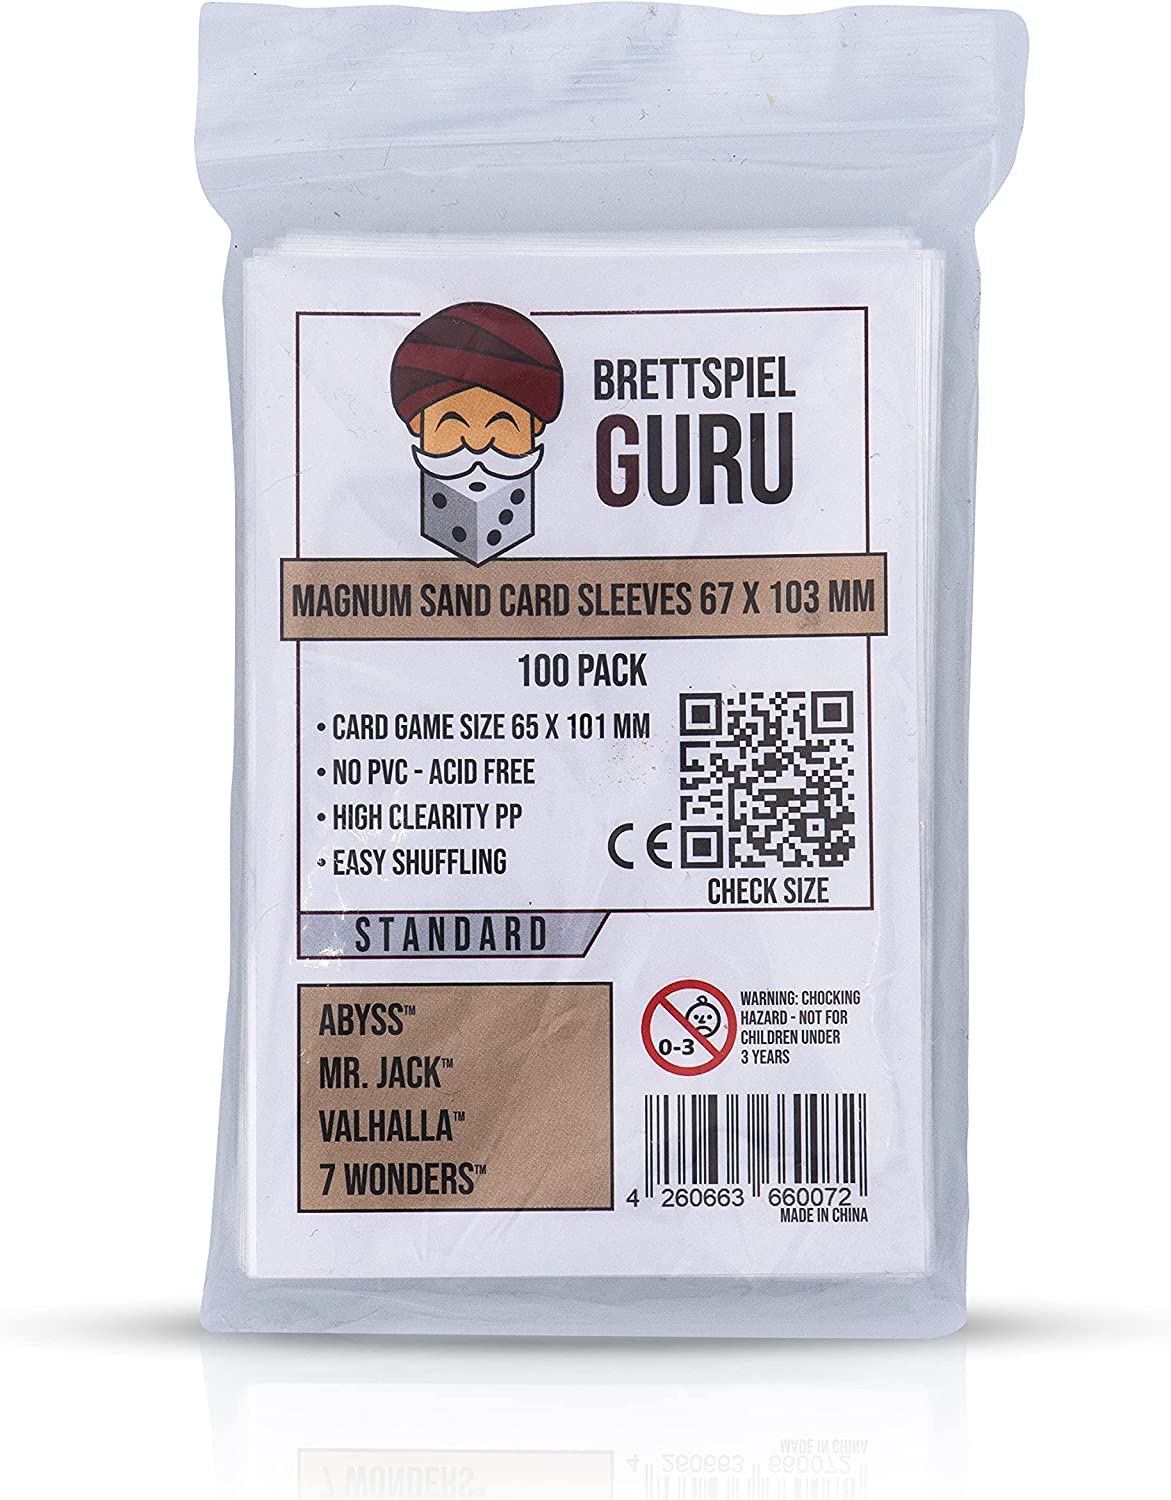 BRETTSPIEL
GURU
MAGNUM SAND CARD SLEEVES 67 X 103 MM
100 PACK
• CARD GAME SIZE 65 X 101 MM
• NO PVC - ACID FREE
• HIGH CLEARITY PP
• EASY SHUFFLING
CE
CHECK SIZE
STANDARD
ABYSS™
MR. JACK™
VALHALLA™
7 WONDERS™
0-3
WARNING: CHOCKING
HAZARD - NOT FOR
CHILDREN UNDER
3 YEARS
4 260663 660072
MADE IN CHINA